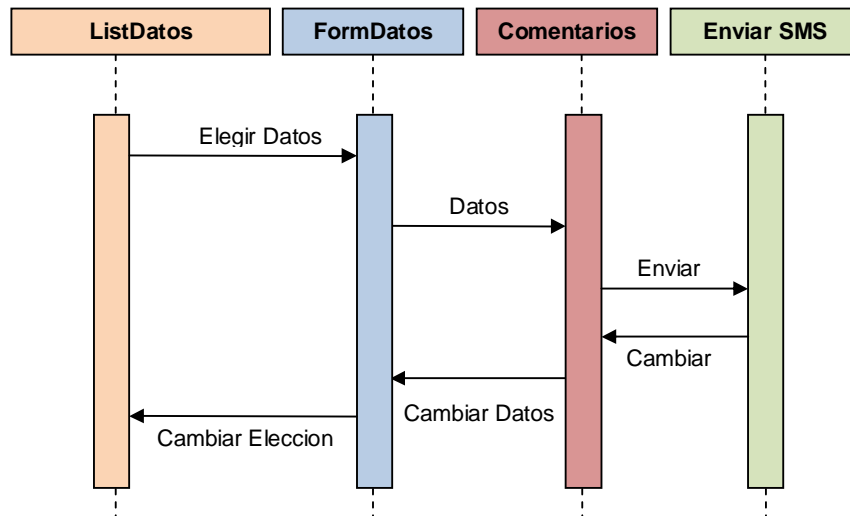 ListDatos
FormDatos
Comentarios
Enviar SMS
Elegir Datos
Datos
Enviar
Cambiar
Cambiar Datos
Cambiar Eleccion